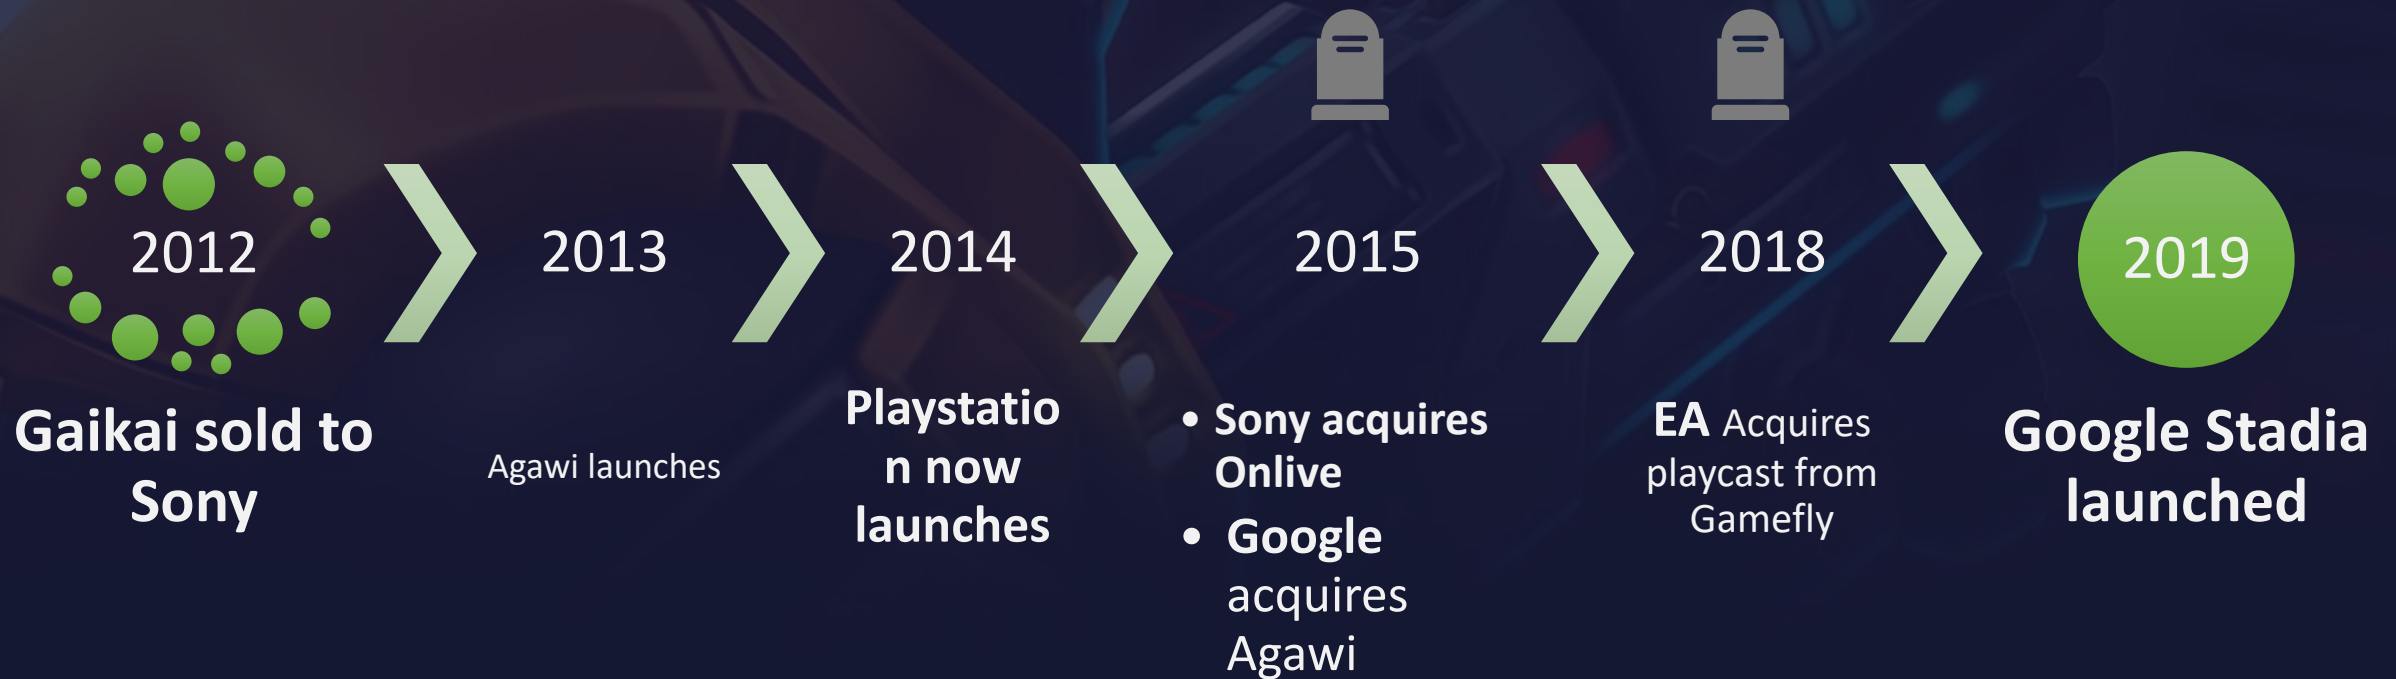 2012
2013
2014
2015
2018
2019
Gaikai sold to
Sony
Agawi launches
Playstatio
n now
launches
• Sony acquires
Onlive
• Google
acquires
Agawi
EA Acquires
playcast from
Gamefly
Google Stadia
launched